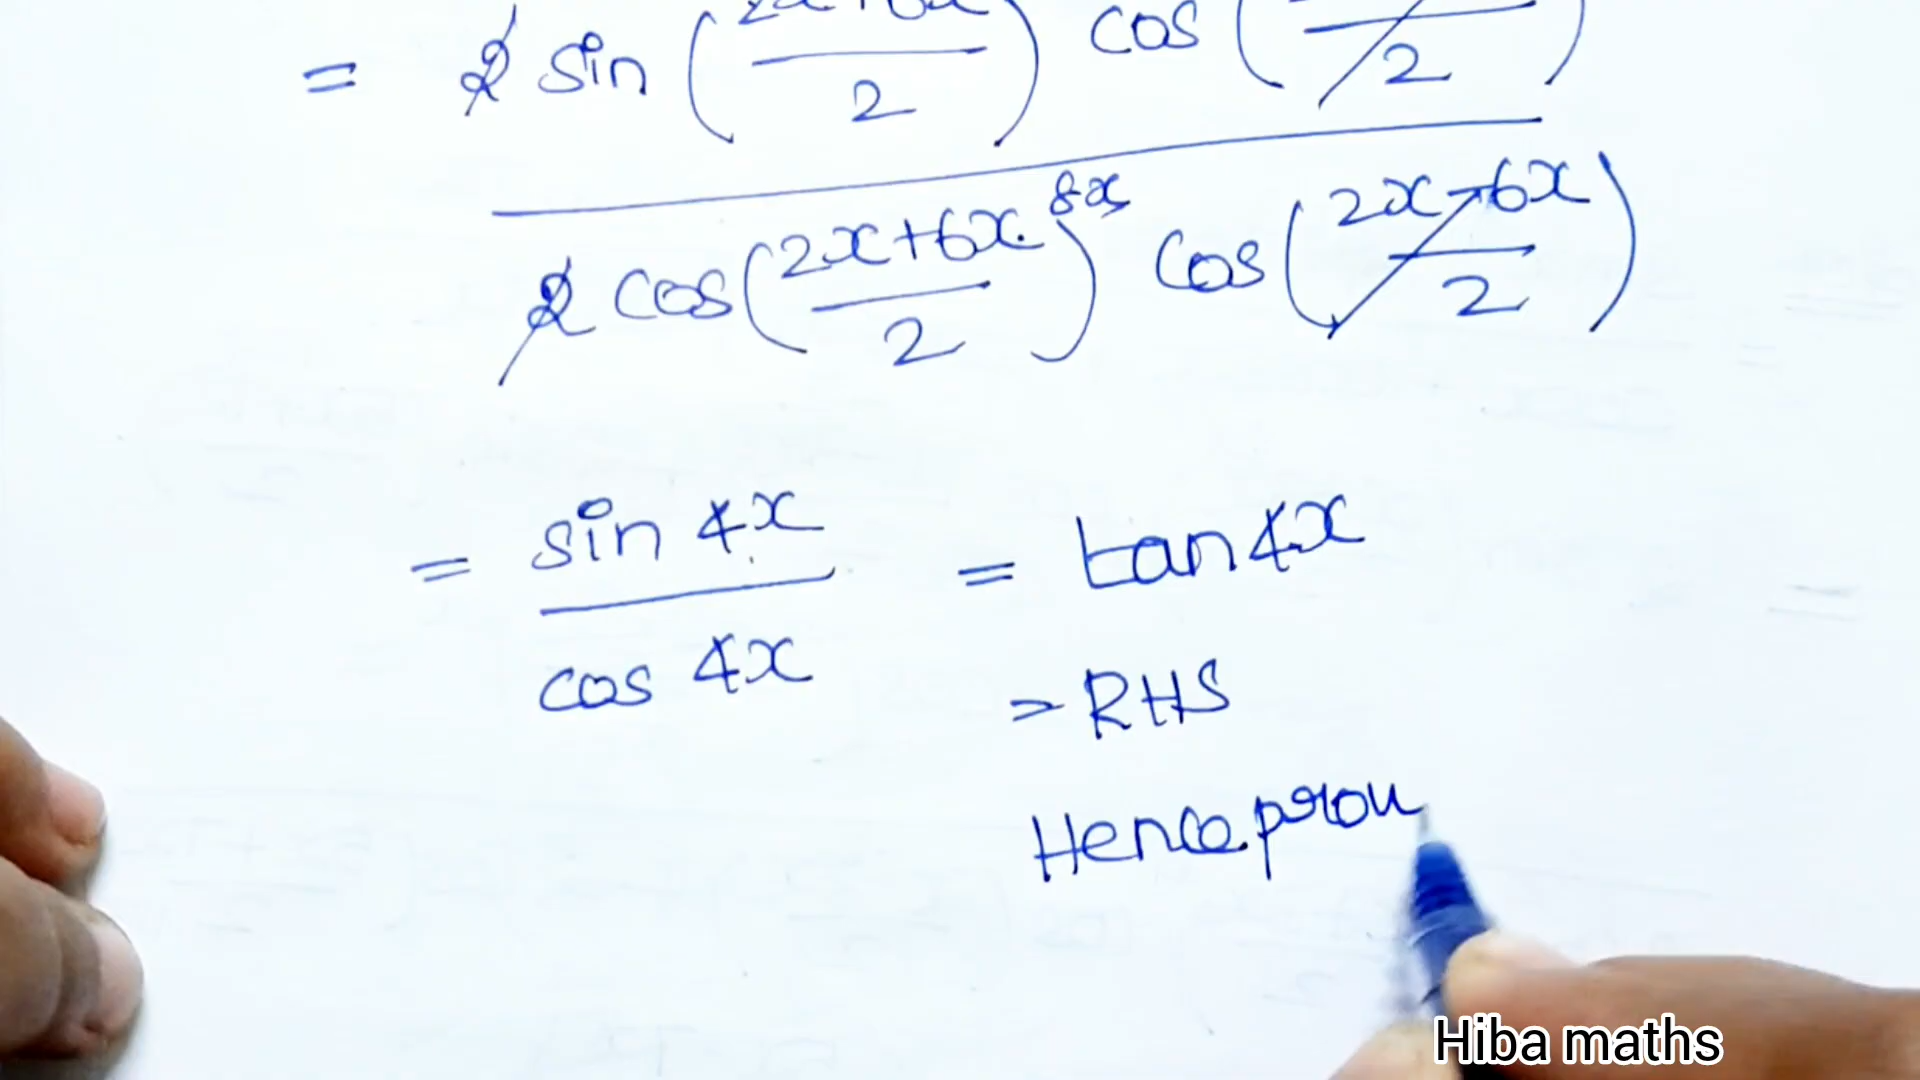 = 2 sin ( 2x+6x / 2 ) cos ( / 2 )
2 cos ( 2x+6x / 2 ) 8x cos ( 2x-6x / 2 )
= sin 4x / cos 4x = tan 4x
= RHS
Hence prov
Hiba maths